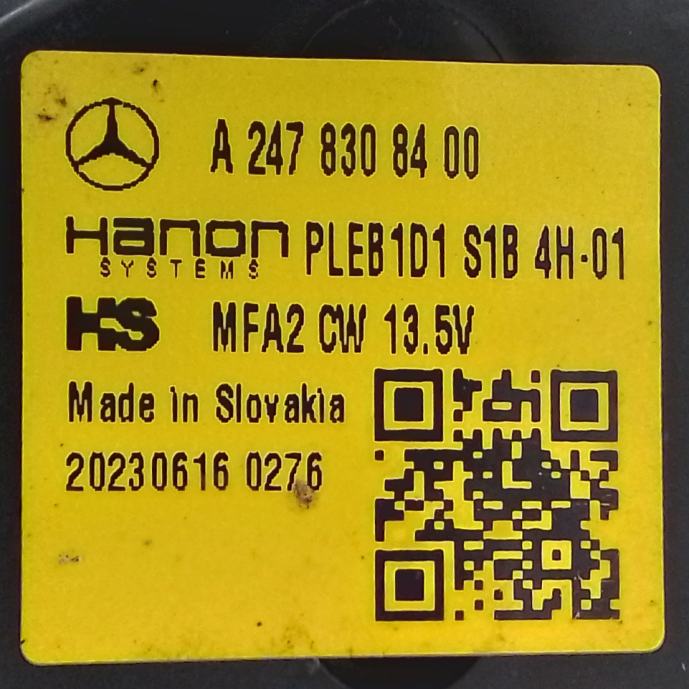 A 247 830 84 00
Hanon PLEB1D1 S1B 4H-01
SYSTEMS
HS MFA2 CW 13.5V
Made in Slovakia
20230616 0276